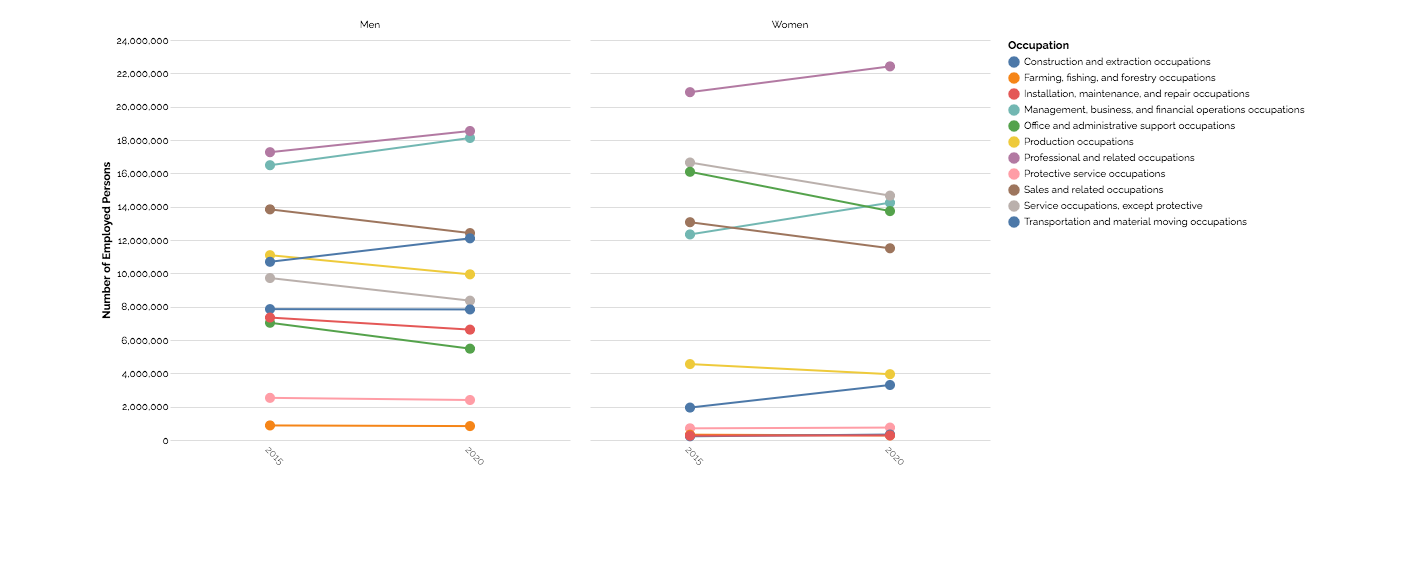 Men
Women
Number of Employed Persons
24,000,000
22,000,000
20,000,000
18,000,000
16,000,000
14,000,000
12,000,000
10,000,000
8,000,000
6,000,000
4,000,000
2,000,000
0
2015
2020
2015
2020
Occupation
Construction and extraction occupations
Farming, fishing, and forestry occupations
Installation, maintenance, and repair occupations
Management, business, and financial operations occupations
Office and administrative support occupations
Production occupations
Professional and related occupations
Protective service occupations
Sales and related occupations
Service occupations, except protective
Transportation and material moving occupations